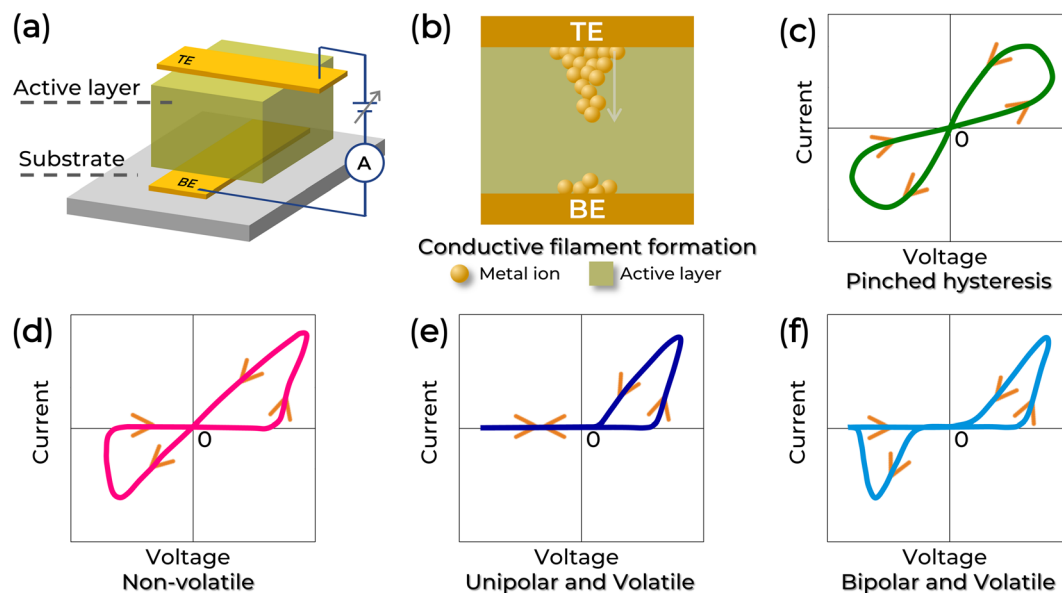 (a)
TE
Active layer
Substrate
BE
A
(b)
TE
BE
Conductive filament formation
Metal ion
Active layer
(c)
Current
0
Voltage
Pinched hysteresis
(d)
Current
0
Voltage
Non-volatile
(e)
Current
0
Voltage
Unipolar and Volatile
(f)
Current
0
Voltage
Bipolar and Volatile